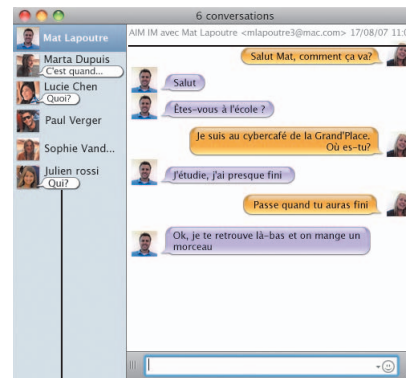 6 conversations
Mat Lapoutre
Marta Dupuis
C'est quand...
Lucie Chen
Quoi?
Paul Verger
Sophie Vand...
Julien rossi
Qui?
AIM IM avec Mat Lapoutre <mlapoutre3@mac.com> 17/08/07 11:0
Salut Mat, comment ça va?
Salut
Êtes-vous à l'école ?
Je suis au cybercafé de la Grand'Place.
Où es-tu?
J'étudie, j'ai presque fini
Passe quand tu auras fini
Ok, je te retrouve là-bas et on mange un
morceau